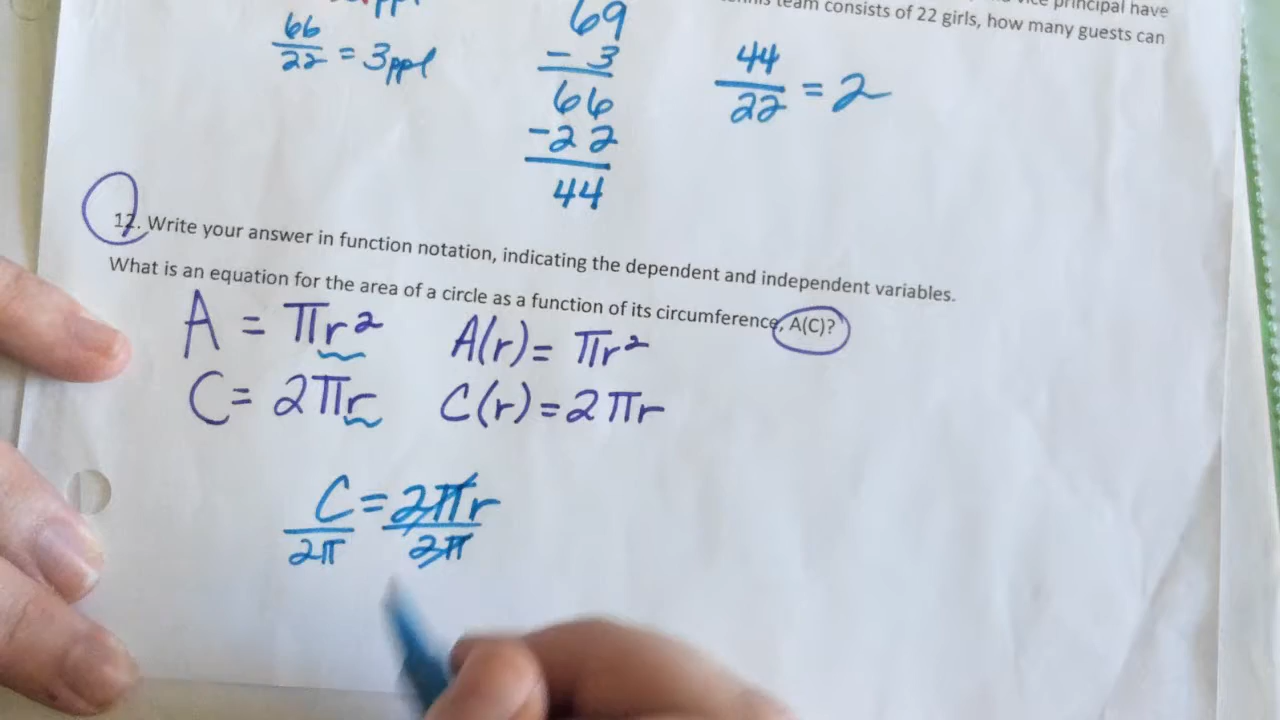 principal have
team consists of 22 girls, how many guests can
66/22 = 3ppl
69
- 3
66
-22
44
44/22 = 2
12. Write your answer in function notation, indicating the dependent and independent variables.
What is an equation for the area of a circle as a function of its circumference, A(C)?
A = πr² A(r) = πr²
C = 2πr C(r) = 2πr
C/2π = 2πr/2π